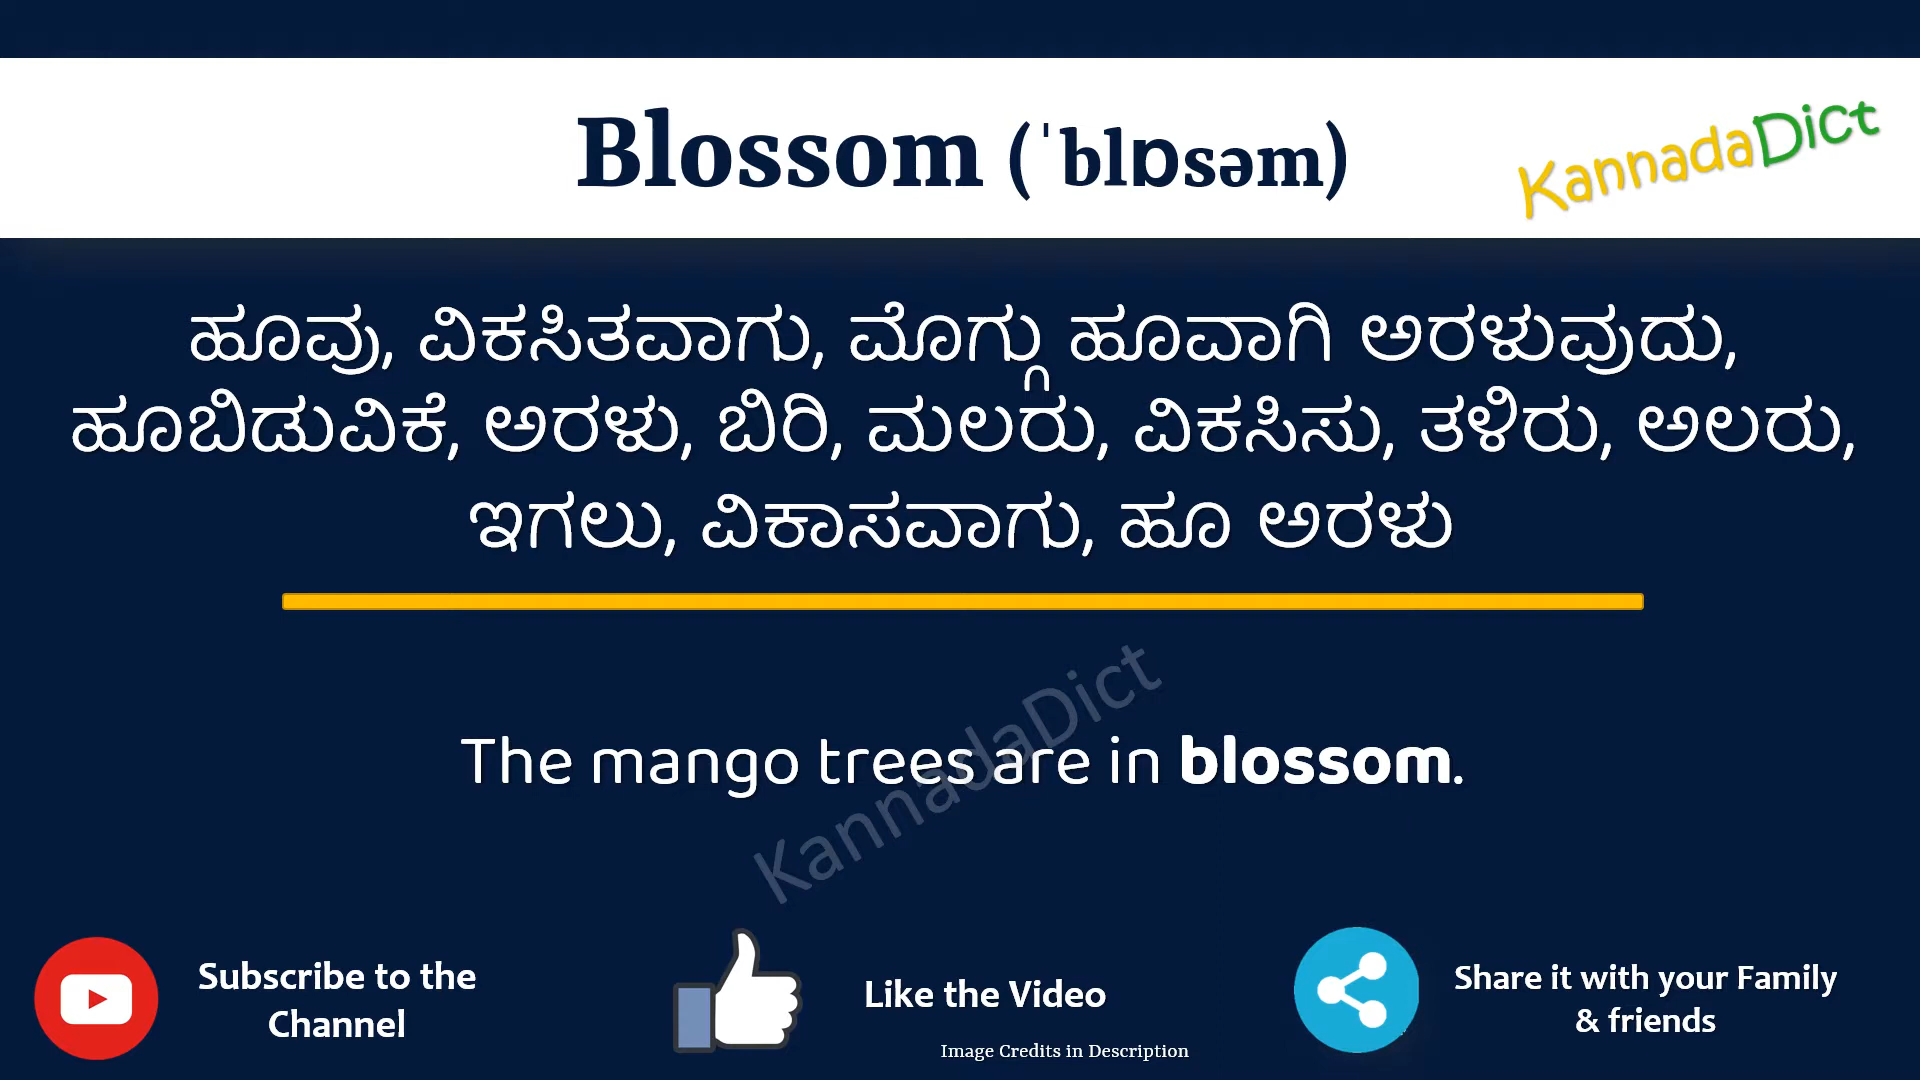 Blossom (ˈblɒsəm)
KannadaDict
ಹೂವು, ವಿಕಸಿತವಾಗು, ಮೊಗ್ಗು ಹೂವಾಗಿ ಅರಳುವುದು,
ಹೂಬಿಡುವಿಕೆ, ಅರಳು, ಬಿರಿ, ಮಲರು, ವಿಕಸಿಸು, ತಳಿರು, ಅಲರು,
ಇಗಲು, ವಿಕಾಸವಾಗು, ಹೂ ಅರಳು
KannadaDict
The mango trees are in blossom.
Subscribe to the
Channel
Like the Video
Share it with your Family
& friends
Image Credits in Description